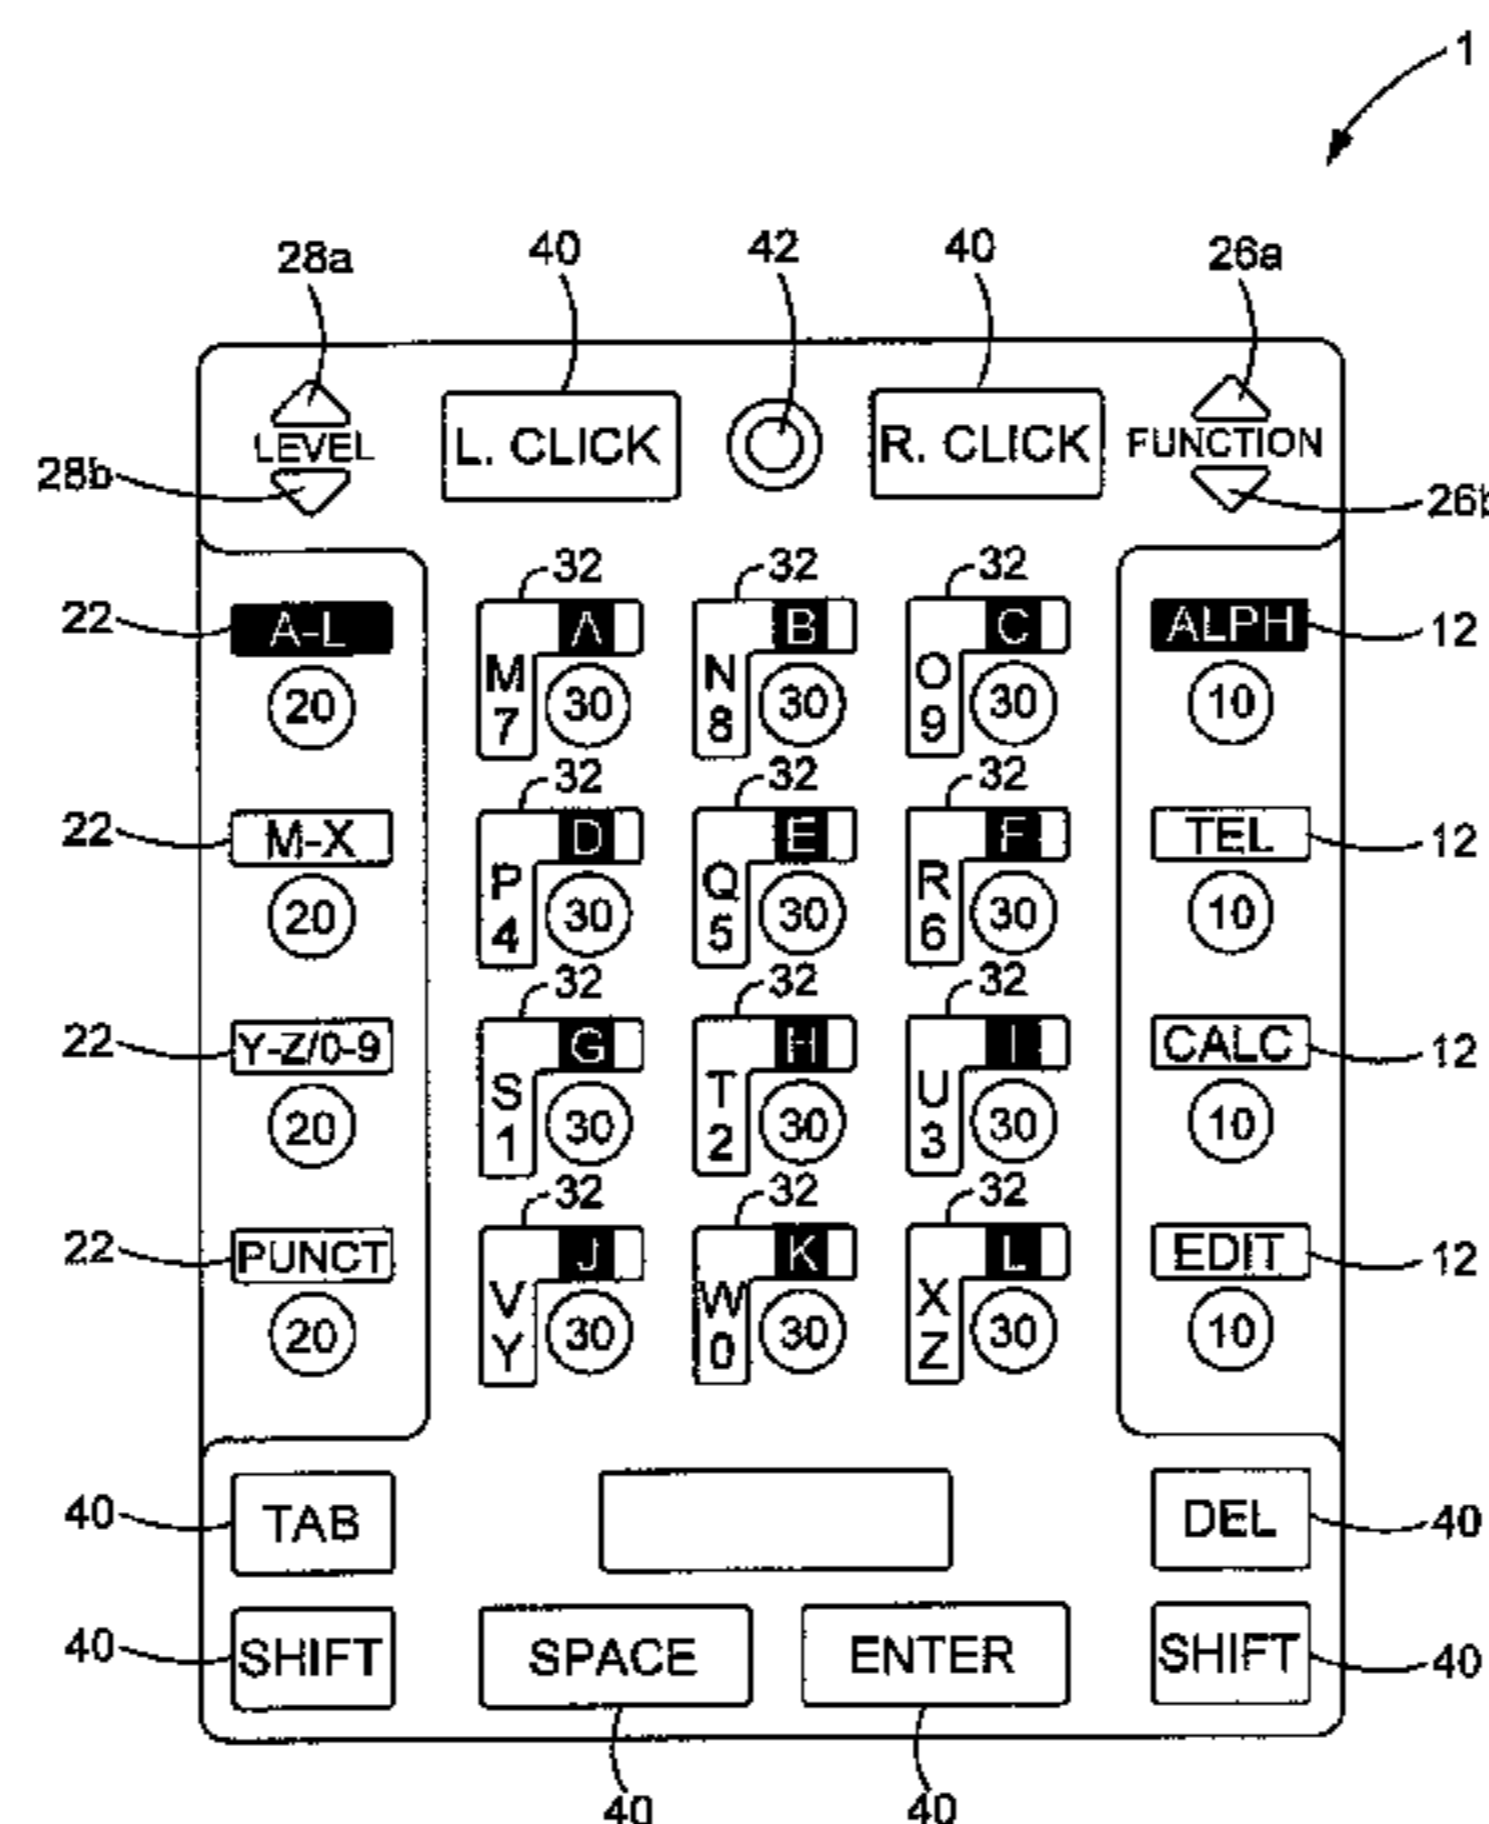 1
28a 40 42 40 26a
LEVEL L. CLICK R. CLICK FUNCTION
28b 26b
32 32 32
22 A-L A B C ALPH 12
M N O
20 7 30 8 30 9 30 10
32 32 32
22 M-X D E F TEL 12
P Q R
20 4 30 5 30 6 30 10
32 32 32
22 Y-Z/0-9 G H I CALC 12
S T U
20 1 30 2 30 3 30 10
32 32 32
22 PUNCT J K L EDIT 12
V W X
20 Y 30 0 30 Z 30 10
40 TAB DEL 40
40 SHIFT SPACE ENTER SHIFT 40
40 40